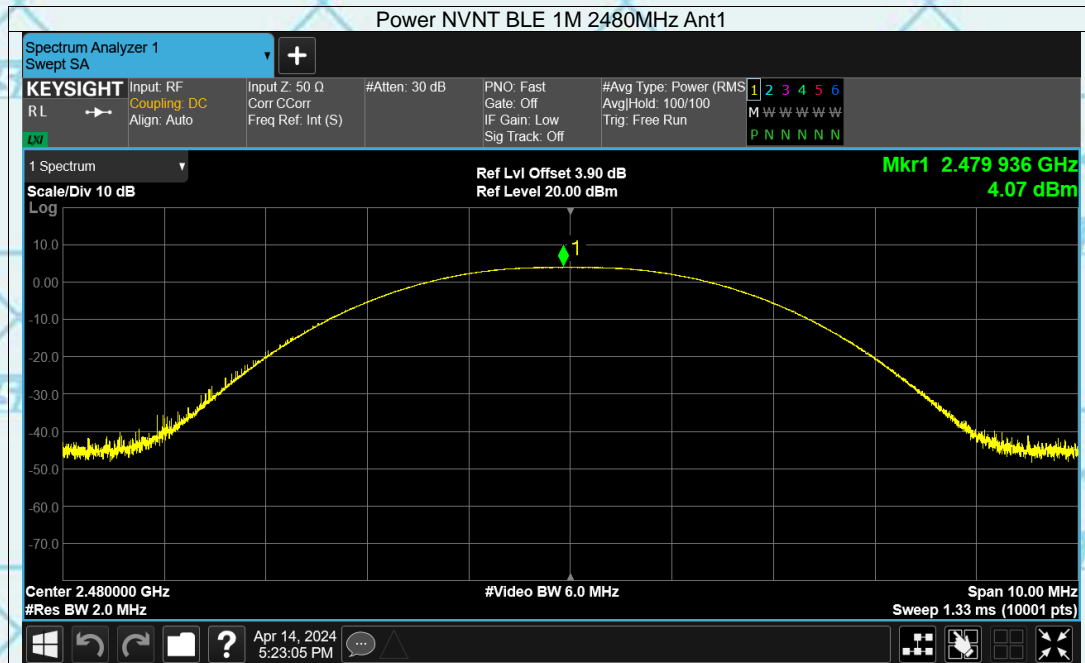 Power NVNT BLE 1M 2480MHz Ant1
Spectrum Analyzer 1
Swept SA
+
KEYSIGHT
RL
LXI
Input: RF
Coupling: DC
Align: Auto
Input Z: 50 Ω
Corr CCorr
Freq Ref: Int (S)
#Atten: 30 dB
PNO: Fast
Gate: Off
IF Gain: Low
Sig Track: Off
#Avg Type: Power (RMS
Avg|Hold: 100/100
Trig: Free Run
1 2 3 4 5 6
M W W W W W
P N N N N N
1 Spectrum
Scale/Div 10 dB
Log
Ref Lvl Offset 3.90 dB
Ref Level 20.00 dBm
Mkr1 2.479 936 GHz
4.07 dBm
1
10.0
0.00
-10.0
-20.0
-30.0
-40.0
-50.0
-60.0
-70.0
Center 2.480000 GHz
#Res BW 2.0 MHz
#Video BW 6.0 MHz
Span 10.00 MHz
Sweep 1.33 ms (10001 pts)
?
Apr 14, 2024
5:23:05 PM